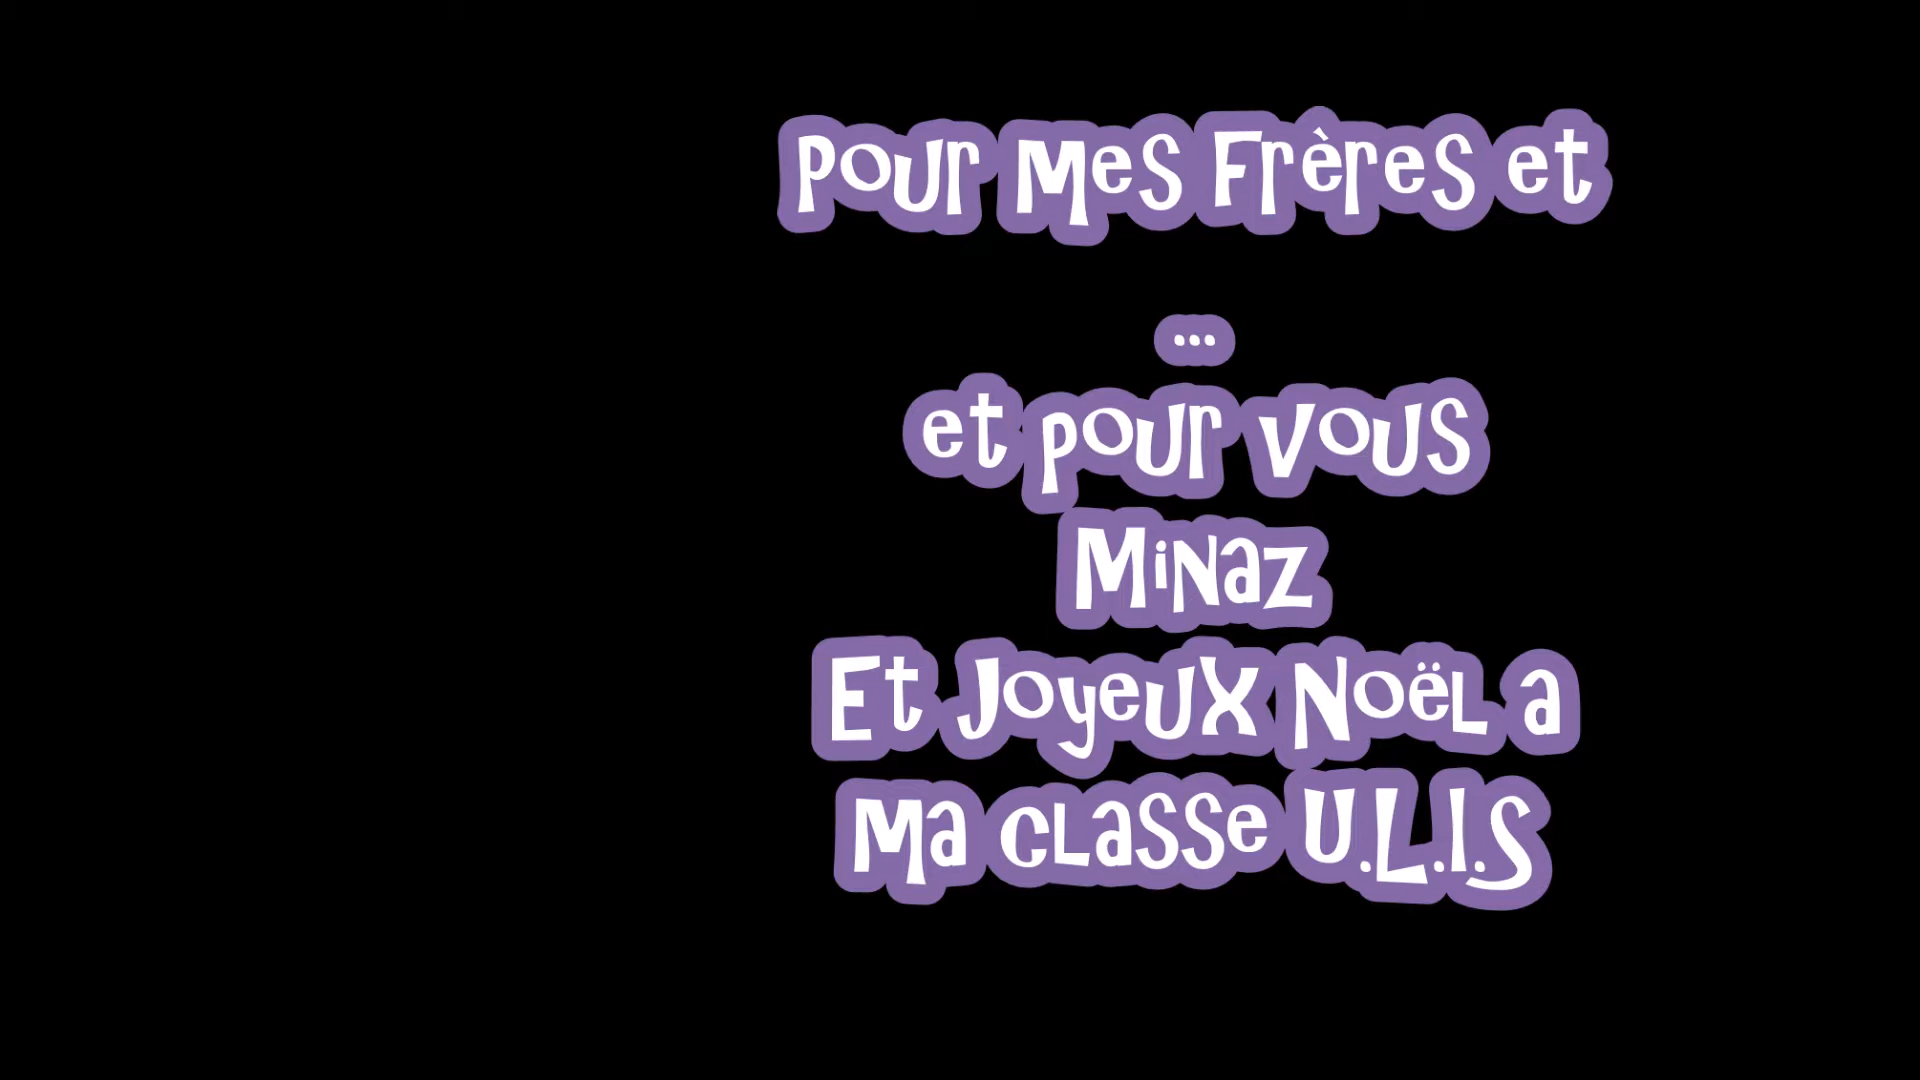 Pour Mes Frères et
...
et pour vous
Minaz
Et Joyeux Noël a
ma classe U.L.I.S